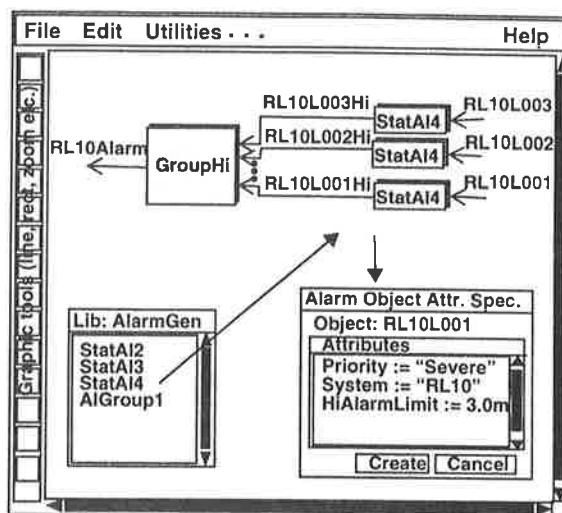 File Edit Utilities . . . Help
Graphic tools (line, rect, zoom etc.)
RL10L003Hi StatAl4 RL10L003
RL10Alarm GroupHi RL10L002Hi StatAl4 RL10L002
RL10L001Hi StatAl4 RL10L001
Lib: AlarmGen
StatAl2
StatAl3
StatAl4
AlGroup1
Alarm Object Attr. Spec.
Object: RL10L001
Attributes
Priority := "Severe"
System := "RL10"
HiAlarmLimit := 3.0m
Create Cancel